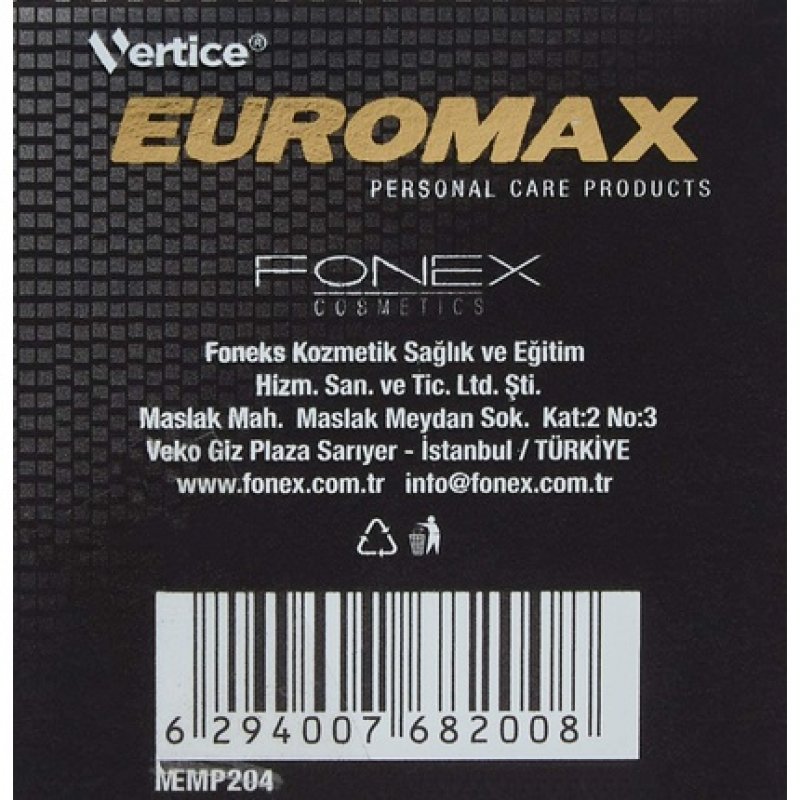 Vertice®
EUROMAX
PERSONAL CARE PRODUCTS
FONEX
COSMETICS
Foneks Kozmetik Sağlık ve Eğitim
Hizm. San. ve Tic. Ltd. Şti.
Maslak Mah. Maslak Meydan Sok. Kat:2 No:3
Veko Giz Plaza Sarıyer - İstanbul / TÜRKİYE
www.fonex.com.tr info@fonex.com.tr
6 294007 682008
MEMP204